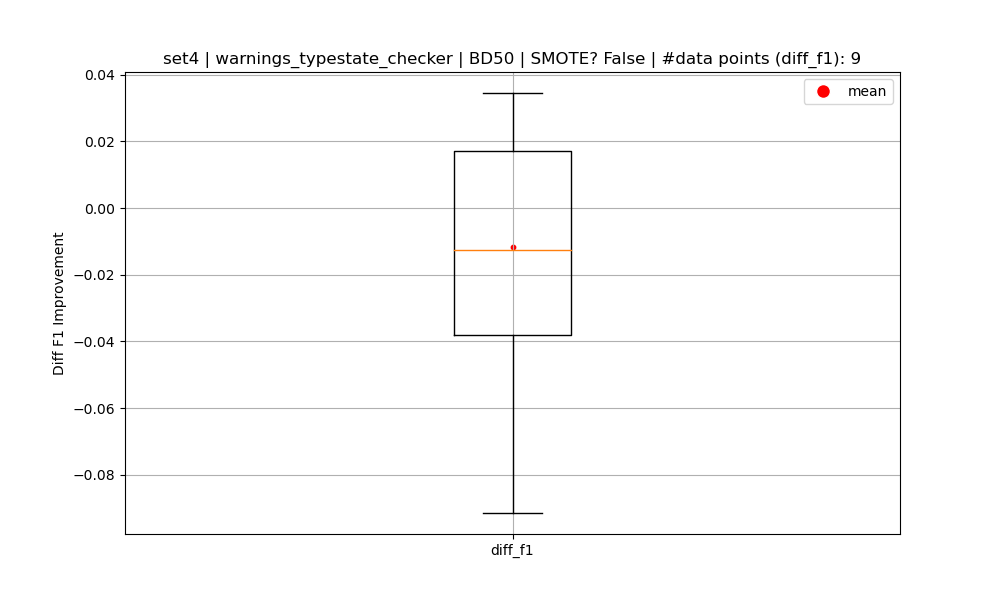 set4 | warnings_typestate_checker | BD50 | SMOTE? False | #data points (diff_f1): 9
mean
0.04
0.02
0.00
−0.02
−0.04
−0.06
−0.08
Diff F1 Improvement
diff_f1